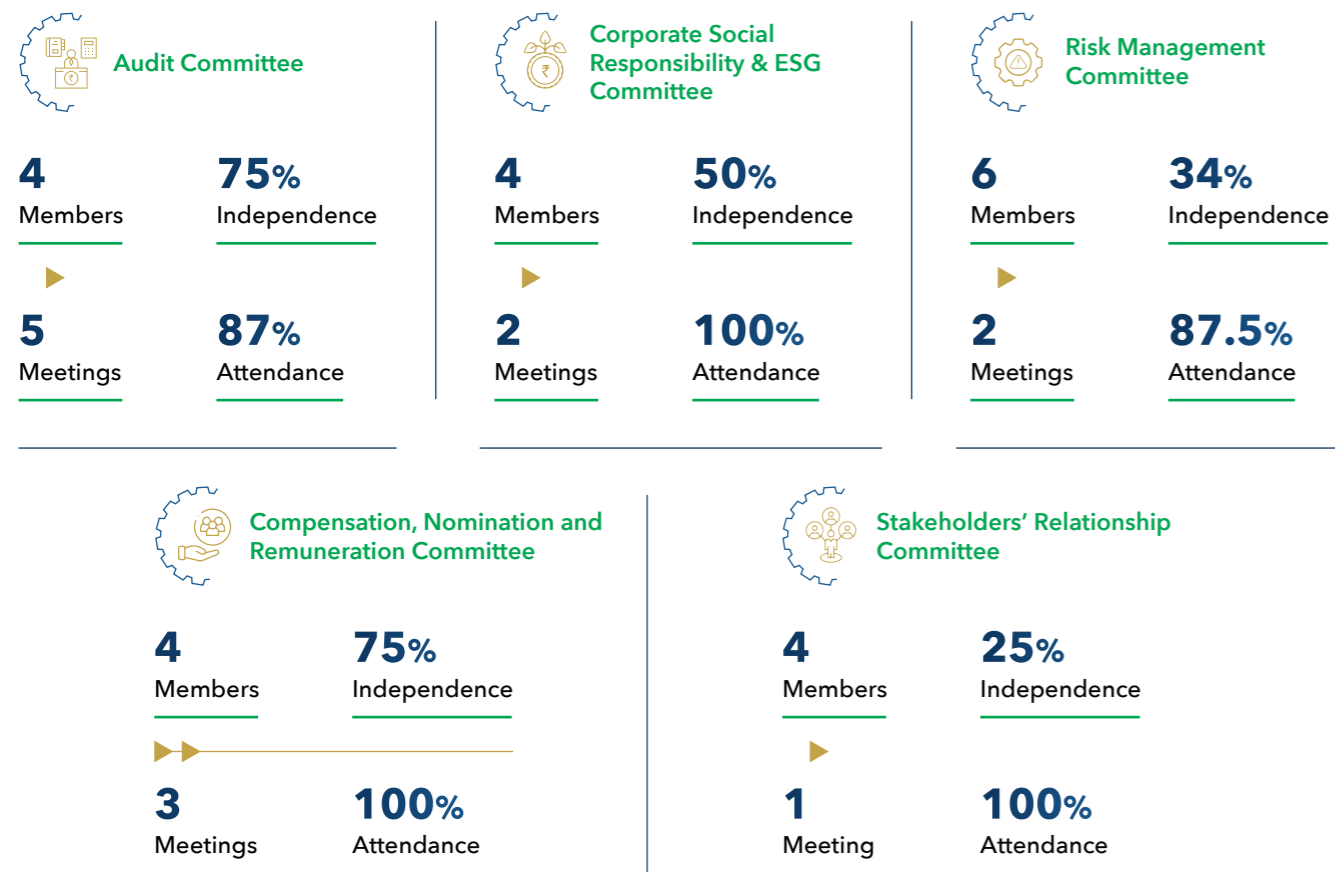 Audit Committee
4
Members
75%
Independence
5
Meetings
87%
Attendance
Corporate Social
Responsibility & ESG
Committee
₹
4
Members
50%
Independence
2
Meetings
100%
Attendance
Risk Management
Committee
6
Members
34%
Independence
2
Meetings
87.5%
Attendance
Compensation, Nomination and
Remuneration Committee
4
Members
75%
Independence
3
Meetings
100%
Attendance
Stakeholders’ Relationship
Committee
4
Members
25%
Independence
1
Meeting
100%
Attendance